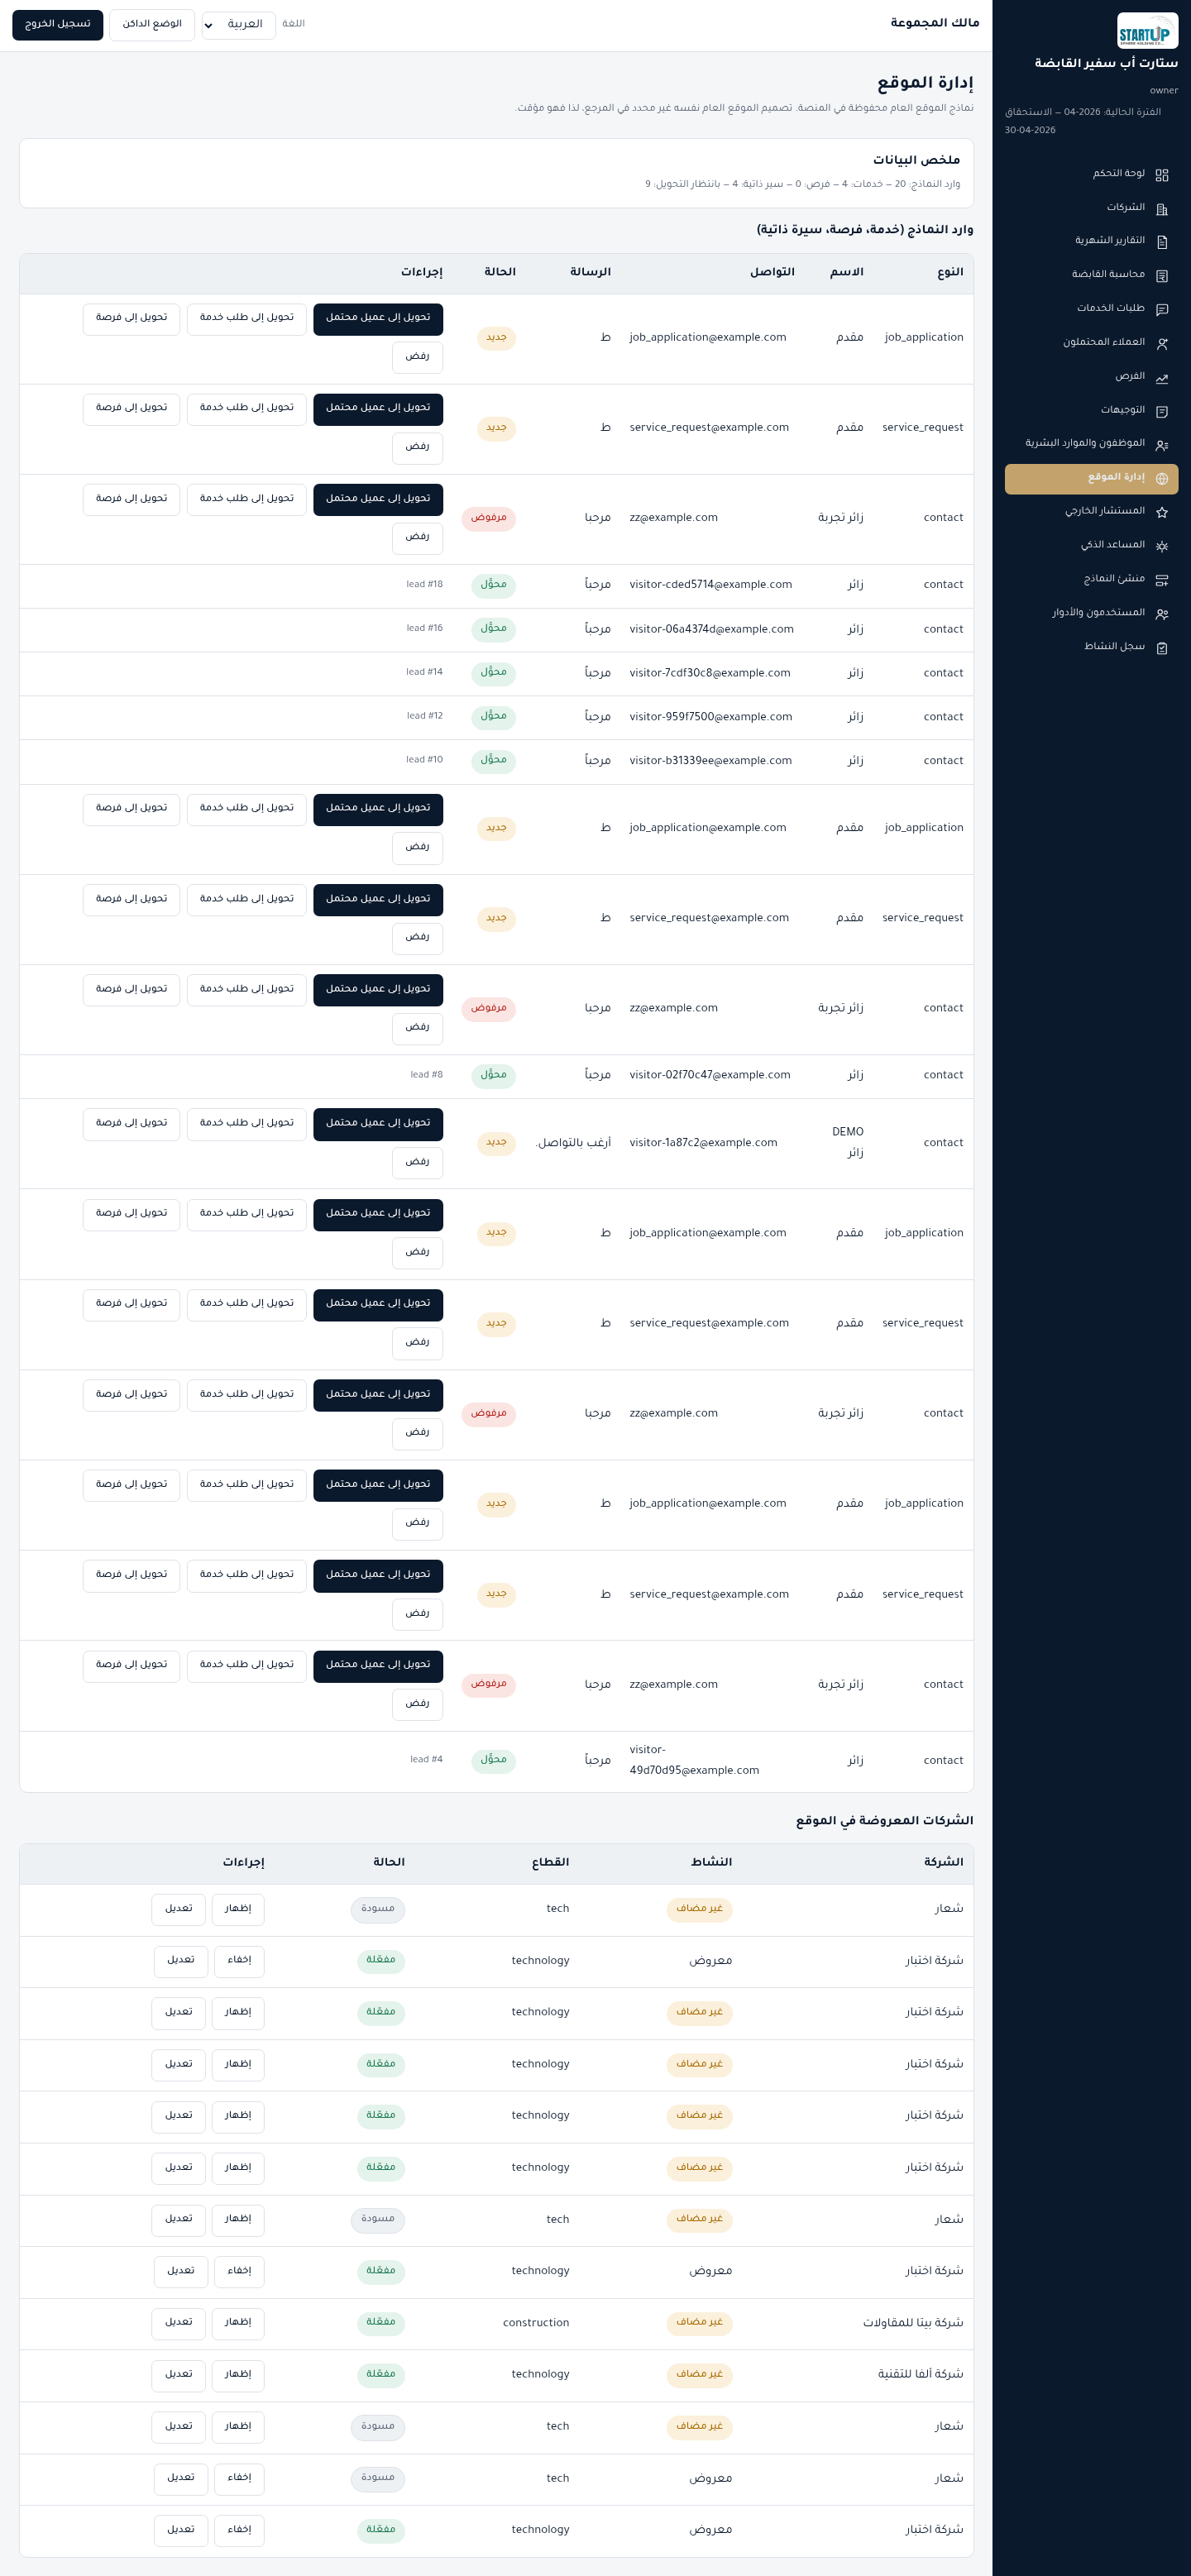 STARTUP
ستارت أب سفير القابضة
owner
الفترة الحالية: 2026-04 – الاستحقاق
30-04-2026
لوحة التحكم
الشركات
التقارير الشهرية
محاسبة القابضة
طلبات الخدمات
العملاء المحتملون
الفرص
التوجيهات
الموظفون والموارد البشرية
إدارة الموقع
المستشار الخارجي
المساعد الذكي
منشئ النماذج
المستخدمون والأدوار
سجل النشاط
مالك المجموعة
اللغة العربية الوضع الداكن تسجيل الخروج
إدارة الموقع
نماذج الموقع العام محفوظة في المنصة. تصميم الموقع العام نفسه غير محدد في المرجع، لذا فهو مؤقت.
ملخص البيانات
وارد النماذج: 20 – خدمات: 4 – فرص: 0 – سير ذاتية: 4 – بانتظار التحويل: 9
وارد النماذج (خدمة، فرصة، سيرة ذاتية)
النوع الاسم التواصل الرسالة الحالة إجراءات
job_application مقدم job_application@example.com ط جديد تحويل إلى عميل محتمل تحويل إلى طلب خدمة تحويل إلى فرصة
رفض
service_request مقدم service_request@example.com ط جديد تحويل إلى عميل محتمل تحويل إلى طلب خدمة تحويل إلى فرصة
رفض
contact زائر تجربة zz@example.com مرحبا مرفوض تحويل إلى عميل محتمل تحويل إلى طلب خدمة تحويل إلى فرصة
رفض
contact زائر visitor-cded5714@example.com مرحباً محوّل lead #18
contact زائر visitor-06a4374d@example.com مرحباً محوّل lead #16
contact زائر visitor-7cdf30c8@example.com مرحباً محوّل lead #14
contact زائر visitor-959f7500@example.com مرحباً محوّل lead #12
contact زائر visitor-b31339ee@example.com مرحباً محوّل lead #10
job_application مقدم job_application@example.com ط جديد تحويل إلى عميل محتمل تحويل إلى طلب خدمة تحويل إلى فرصة
رفض
service_request مقدم service_request@example.com ط جديد تحويل إلى عميل محتمل تحويل إلى طلب خدمة تحويل إلى فرصة
رفض
contact زائر تجربة zz@example.com مرحبا مرفوض تحويل إلى عميل محتمل تحويل إلى طلب خدمة تحويل إلى فرصة
رفض
contact زائر visitor-02f70c47@example.com مرحباً محوّل lead #8
contact DEMO زائر visitor-1a87c2@example.com أرغب بالتواصل. جديد تحويل إلى عميل محتمل تحويل إلى طلب خدمة تحويل إلى فرصة
رفض
job_application مقدم job_application@example.com ط جديد تحويل إلى عميل محتمل تحويل إلى طلب خدمة تحويل إلى فرصة
رفض
service_request مقدم service_request@example.com ط جديد تحويل إلى عميل محتمل تحويل إلى طلب خدمة تحويل إلى فرصة
رفض
contact زائر تجربة zz@example.com مرحبا مرفوض تحويل إلى عميل محتمل تحويل إلى طلب خدمة تحويل إلى فرصة
رفض
job_application مقدم job_application@example.com ط جديد تحويل إلى عميل محتمل تحويل إلى طلب خدمة تحويل إلى فرصة
رفض
service_request مقدم service_request@example.com ط جديد تحويل إلى عميل محتمل تحويل إلى طلب خدمة تحويل إلى فرصة
رفض
contact زائر تجربة zz@example.com مرحبا مرفوض تحويل إلى عميل محتمل تحويل إلى طلب خدمة تحويل إلى فرصة
رفض
contact زائر visitor-49d70d95@example.com مرحباً محوّل lead #4
الشركات المعروضة في الموقع
الشركة النشاط القطاع الحالة إجراءات
شعار غير مضاف tech مسودة إظهار تعديل
شركة اختبار معروض technology مفعّلة إخفاء تعديل
شركة اختبار غير مضاف technology مفعّلة إظهار تعديل
شركة اختبار غير مضاف technology مفعّلة إظهار تعديل
شركة اختبار غير مضاف technology مفعّلة إظهار تعديل
شركة اختبار غير مضاف technology مفعّلة إظهار تعديل
شعار غير مضاف tech مسودة إظهار تعديل
شركة اختبار معروض technology مفعّلة إخفاء تعديل
شركة بيتا للمقاولات غير مضاف construction مفعّلة إظهار تعديل
شركة ألفا للتقنية غير مضاف technology مفعّلة إظهار تعديل
شعار غير مضاف tech مسودة إظهار تعديل
شعار معروض tech مسودة إخفاء تعديل
شركة اختبار معروض technology مفعّلة إخفاء تعديل